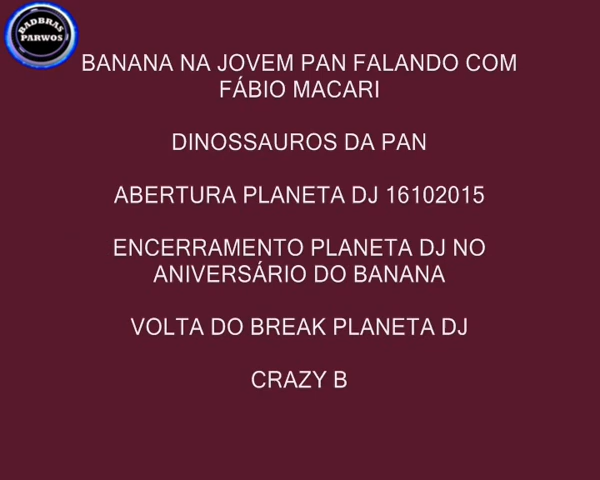 BADBRAS
PARWOS
BANANA NA JOVEM PAN FALANDO COM
FÁBIO MACARI
DINOSSAUROS DA PAN
ABERTURA PLANETA DJ 16102015
ENCERRAMENTO PLANETA DJ NO
ANIVERSÁRIO DO BANANA
VOLTA DO BREAK PLANETA DJ
CRAZY B